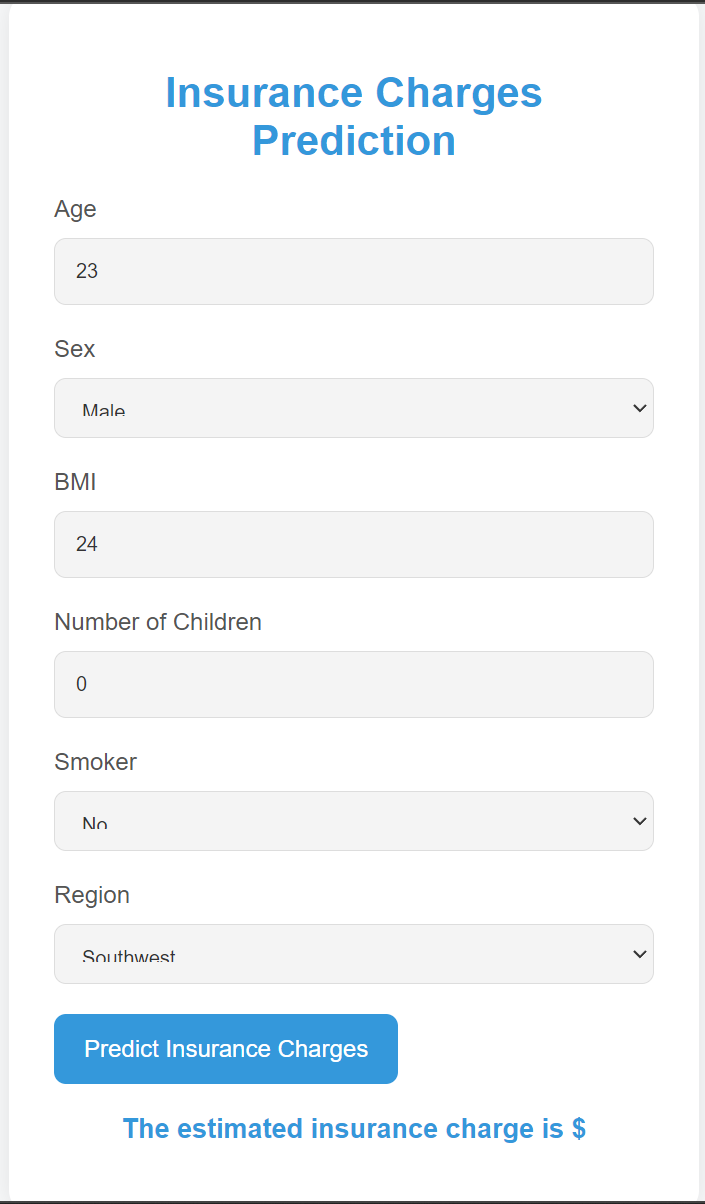 Insurance Charges
Prediction
Age
23
Sex
Male
BMI
24
Number of Children
0
Smoker
No
Region
Southwest
Predict Insurance Charges
The estimated insurance charge is $